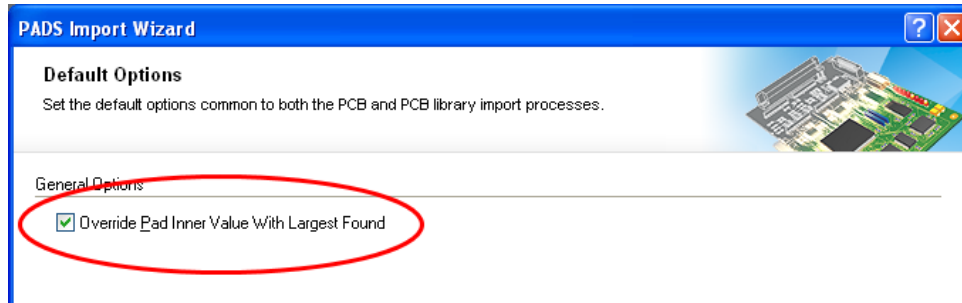 PADS Import Wizard
Default Options
Set the default options common to both the PCB and PCB library import processes.
General Options
Override Pad Inner Value With Largest Found